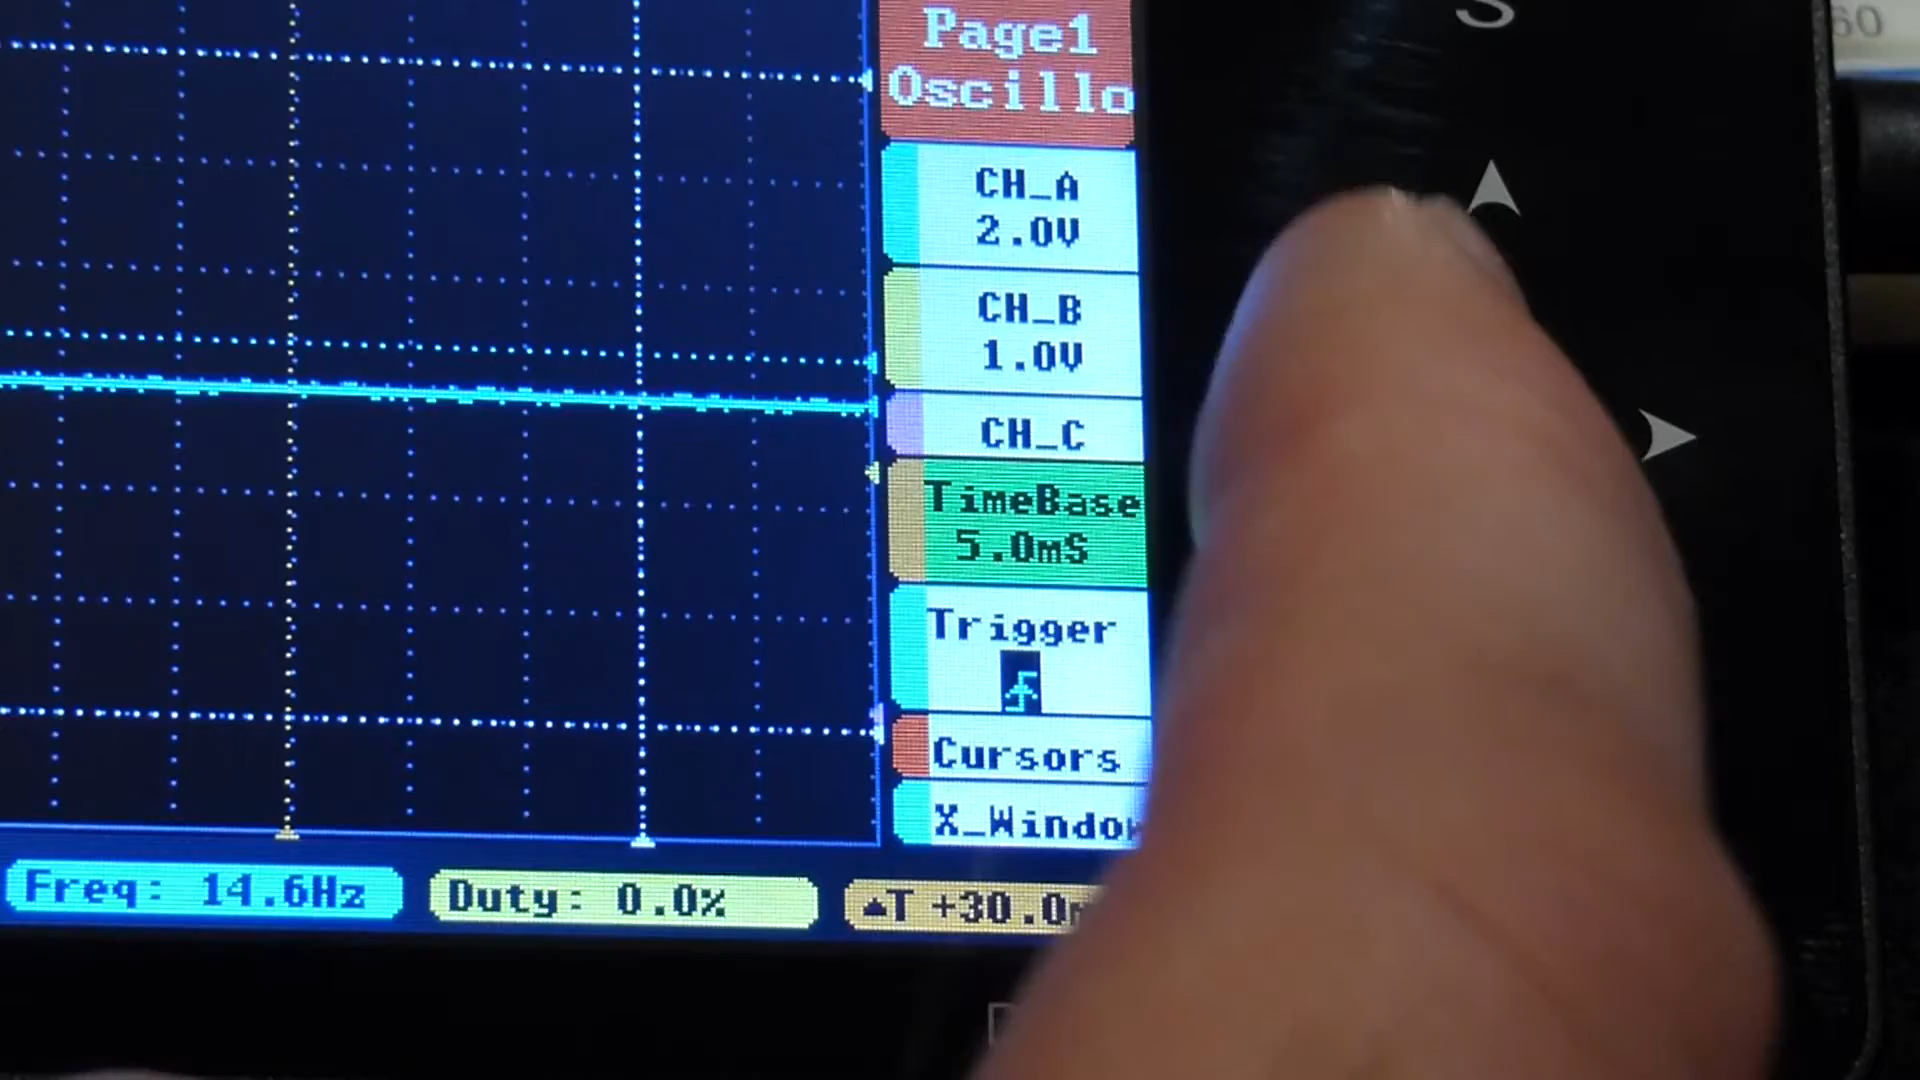 Page1
Oscillo
S
60
CH_A
2.0V
CH_B
1.0V
CH_C
TimeBase
5.0mS
Trigger
Cursors
X_Windo
Freq: 14.6Hz
Duty: 0.0%
▲T +30.0